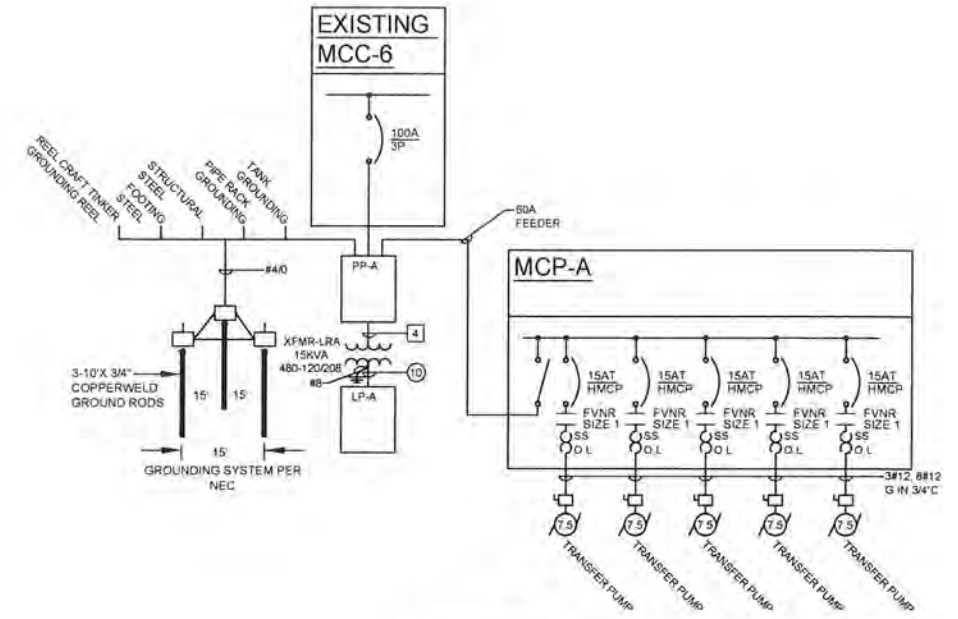 EXISTING
MCC-6
100A
3P
REEL CRAFT TINKER
GROUNDING REEL
FOOTING
STEEL
STRUCTURAL
STEEL
PIPE RACK
GROUNDING
TANK
GROUNDING
60A
FEEDER
#4/0
PP-A
MCP-A
4
XFMR-LRA
15KVA
480-120/208
#8
10
LP-A
3-10'X 3/4"
COPPERWELD
GROUND RODS
15'
15
15'
GROUNDING SYSTEM PER
NEC
15AT
HMCP
15AT
HMCP
15AT
HMCP
15AT
HMCP
15AT
HMCP
FVNR
SIZE 1
FVNR
SIZE 1
FVNR
SIZE 1
FVNR
SIZE 1
FVNR
SIZE 1
SS
O.L
SS
O.L
SS
O.L
SS
O.L
SS
O.L
3#12, 8#12
G IN 3/4"C
7.5
7.5
7.5
7.5
7.5
TRANSFER PUMP
TRANSFER PUMP
TRANSFER PUMP
TRANSFER PUMP
TRANSFER PUMP